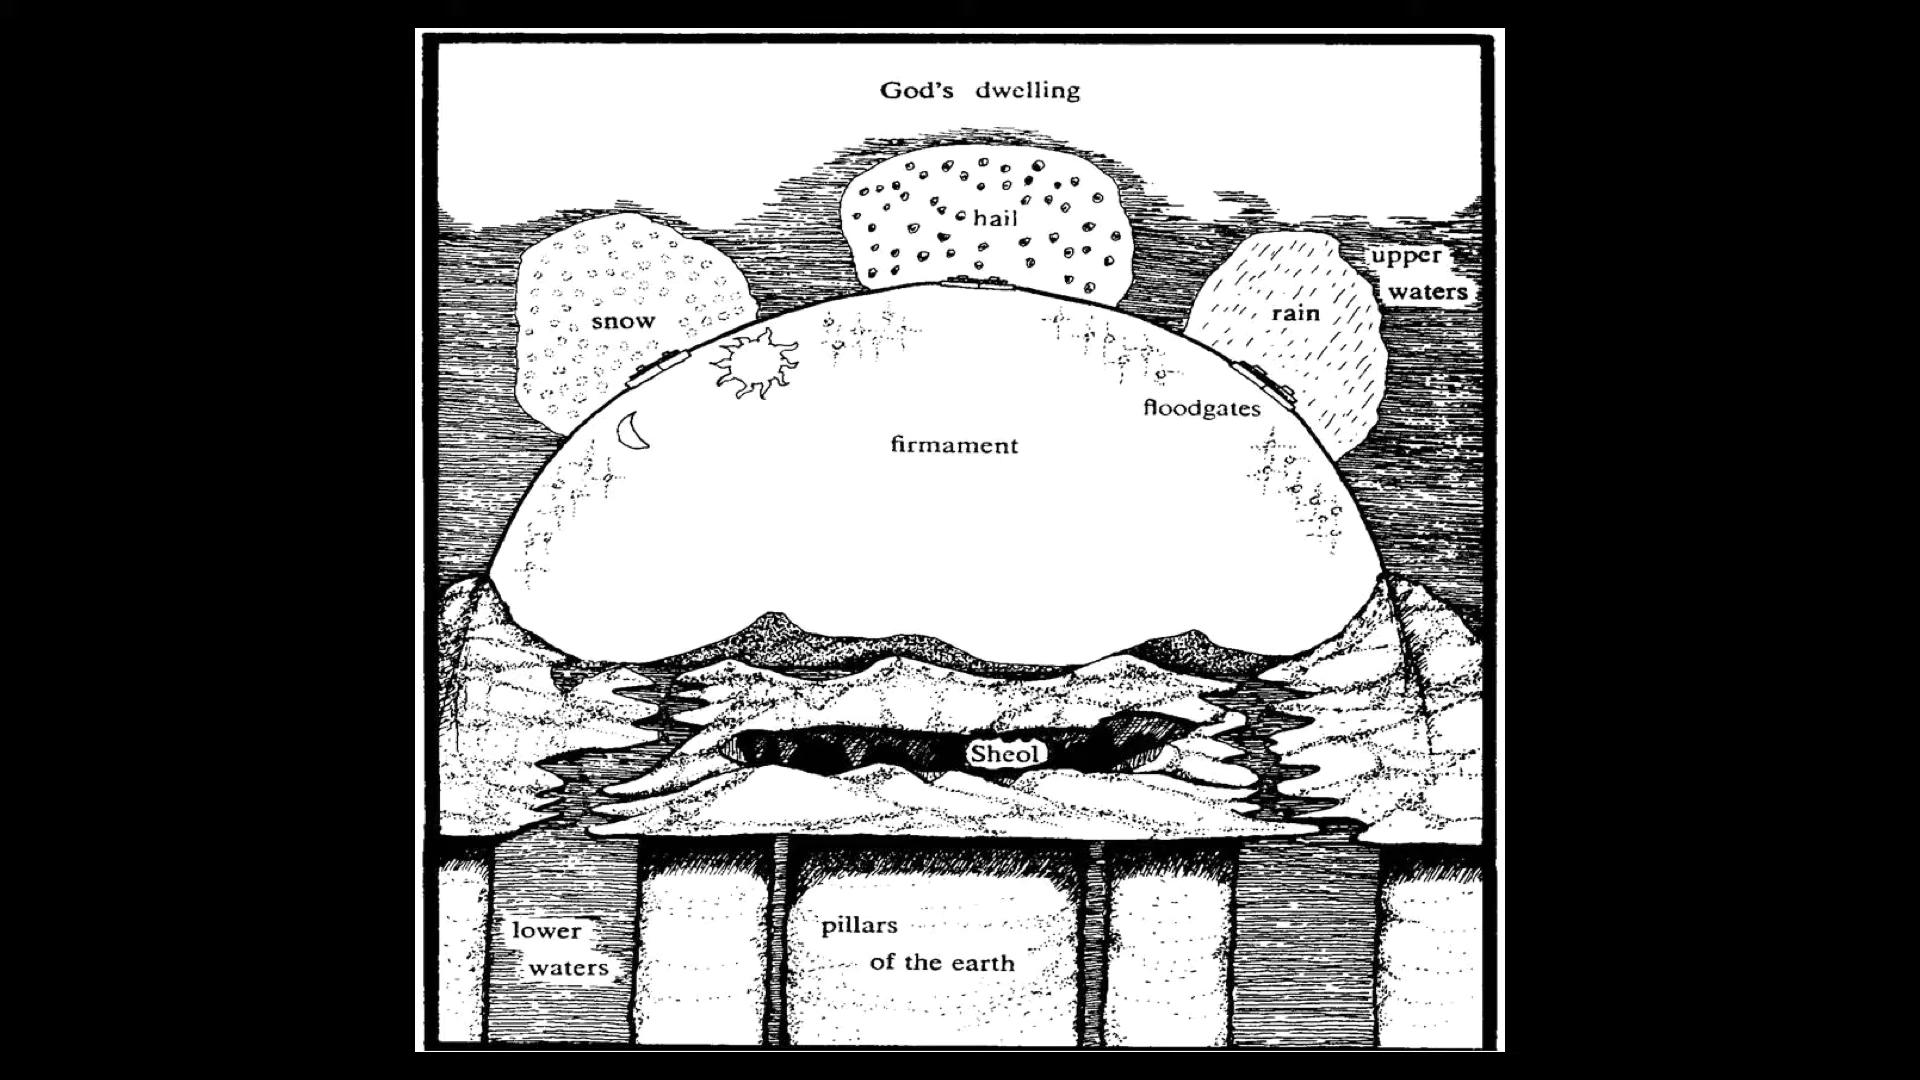 God's dwelling
hail
upper
waters
snow
rain
floodgates
firmament
Sheol
lower
waters
pillars
of the earth